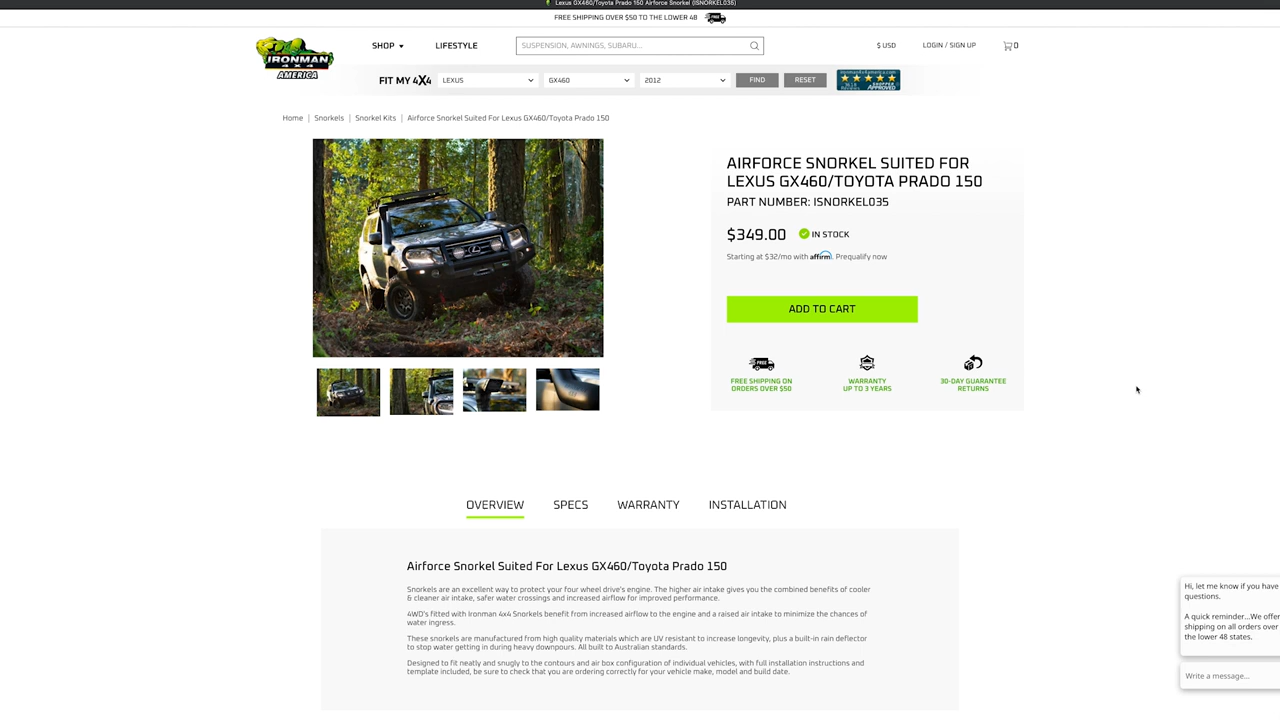 Lexus GX460/Toyota Prado 150 Airforce Snorkel (ISNORKEL035)
FREE SHIPPING OVER $50 TO THE LOWER 48
IRONMAN
4X4
AMERICA
SHOP
LIFESTYLE
SUSPENSION, AWNINGS, SUBARU...
$ USD
LOGIN / SIGN UP
0
FIT MY 4X4
LEXUS
GX460
2012
FIND
RESET
ironman4x4america.com
Reviews
SHOPPER
APPROVED
Home | Snorkels | Snorkel Kits | Airforce Snorkel Suited For Lexus GX460/Toyota Prado 150
AIRFORCE SNORKEL SUITED FOR
LEXUS GX460/TOYOTA PRADO 150
PART NUMBER: ISNORKEL035
$349.00
IN STOCK
Starting at $32/mo with affirm. Prequalify now
ADD TO CART
FREE
FREE SHIPPING ON
ORDERS OVER $50
WARRANTY
UP TO 3 YEARS
30-DAY GUARANTEE
RETURNS
OVERVIEW
SPECS
WARRANTY
INSTALLATION
Airforce Snorkel Suited For Lexus GX460/Toyota Prado 150
Snorkels are an excellent way to protect your four wheel drive's engine. The higher air intake gives you the combined benefits of cooler
& cleaner air intake, safer water crossings and increased airflow for improved performance.
4WD's fitted with Ironman 4x4 Snorkels benefit from increased airflow to the engine and a raised air intake to minimize the chances of
water ingress.
These snorkels are manufactured from high quality materials which are UV resistant to increase longevity, plus a built-in rain deflector
to stop water getting in during heavy downpours. All built to Australian standards.
Designed to fit neatly and snugly to the contours and air box configuration of individual vehicles, with full installation instructions and
template included, be sure to check that you are ordering correctly for your vehicle make, model and build date.
Hi, let me know if you have
questions.
A quick reminder...We offer
shipping on all orders over
the lower 48 states.
Write a message...